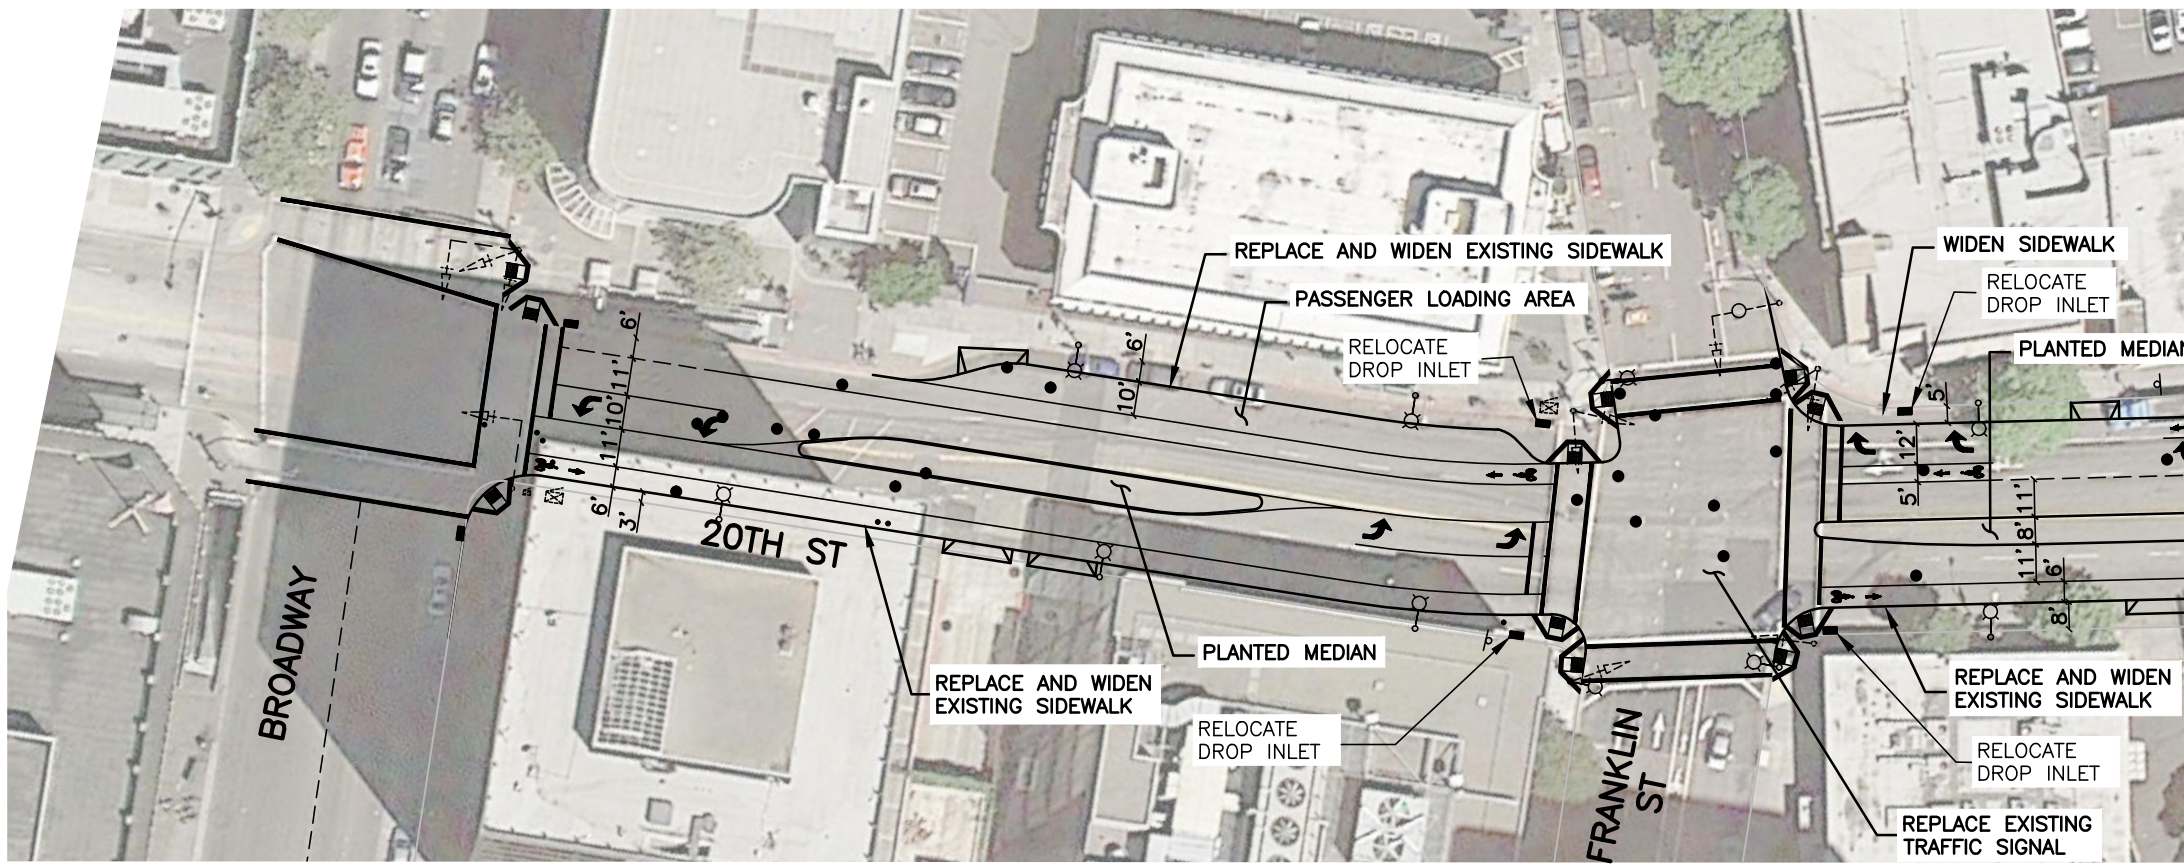 REPLACE AND WIDEN EXISTING SIDEWALK
PASSENGER LOADING AREA
RELOCATE
DROP INLET
WIDEN SIDEWALK
RELOCATE
DROP INLET
PLANTED MEDIAN
6'
11'
10'
11'
6'
3'
6'
10'
5'
12'
5'
11'
8'
11'
6'
8'
20TH ST
BROADWAY
PLANTED MEDIAN
REPLACE AND WIDEN
EXISTING SIDEWALK
RELOCATE
DROP INLET
FRANKLIN
ST
REPLACE AND WIDEN
EXISTING SIDEWALK
RELOCATE
DROP INLET
REPLACE EXISTING
TRAFFIC SIGNAL